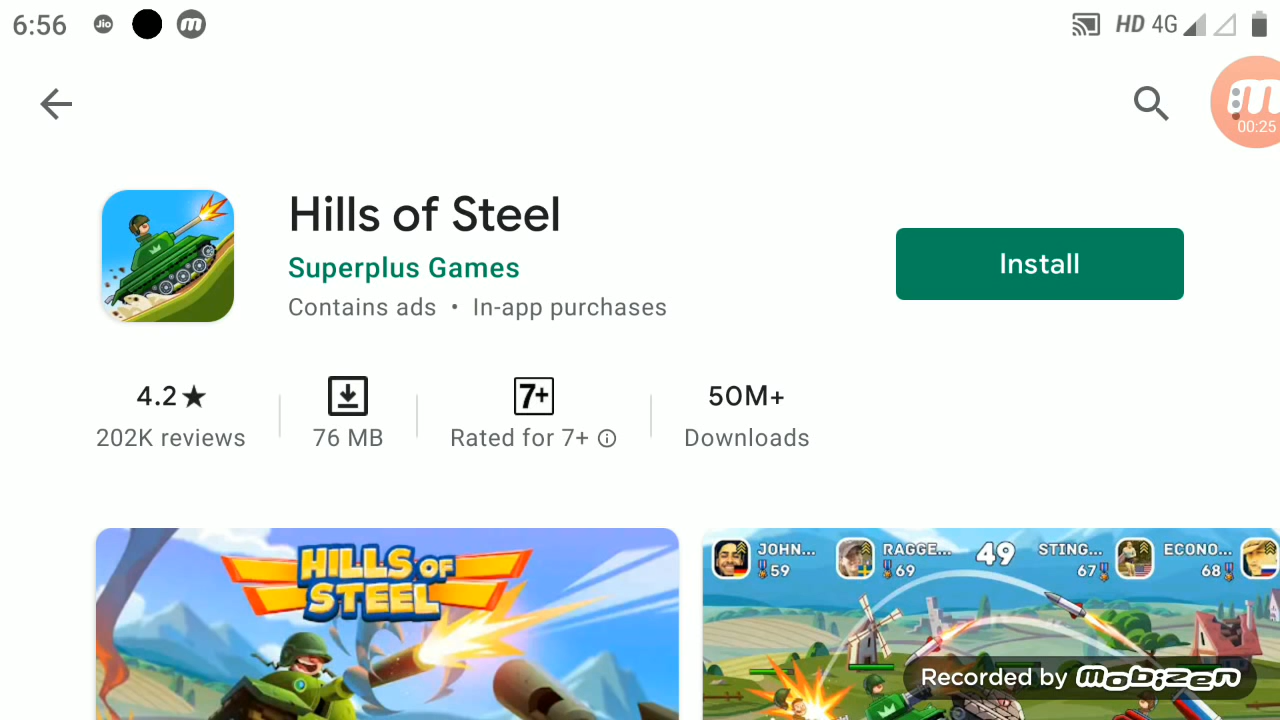 6:56 Jio m HD 4G
m
00:25
Hills of Steel
Superplus Games
Contains ads • In-app purchases
Install
4.2★ 7+ 50M+
202K reviews 76 MB Rated for 7+ Downloads
HILLS OF
STEEL
JOHN... RAGGE... 49 STING... ECONO...
59 69 67 68
Recorded by mobizen